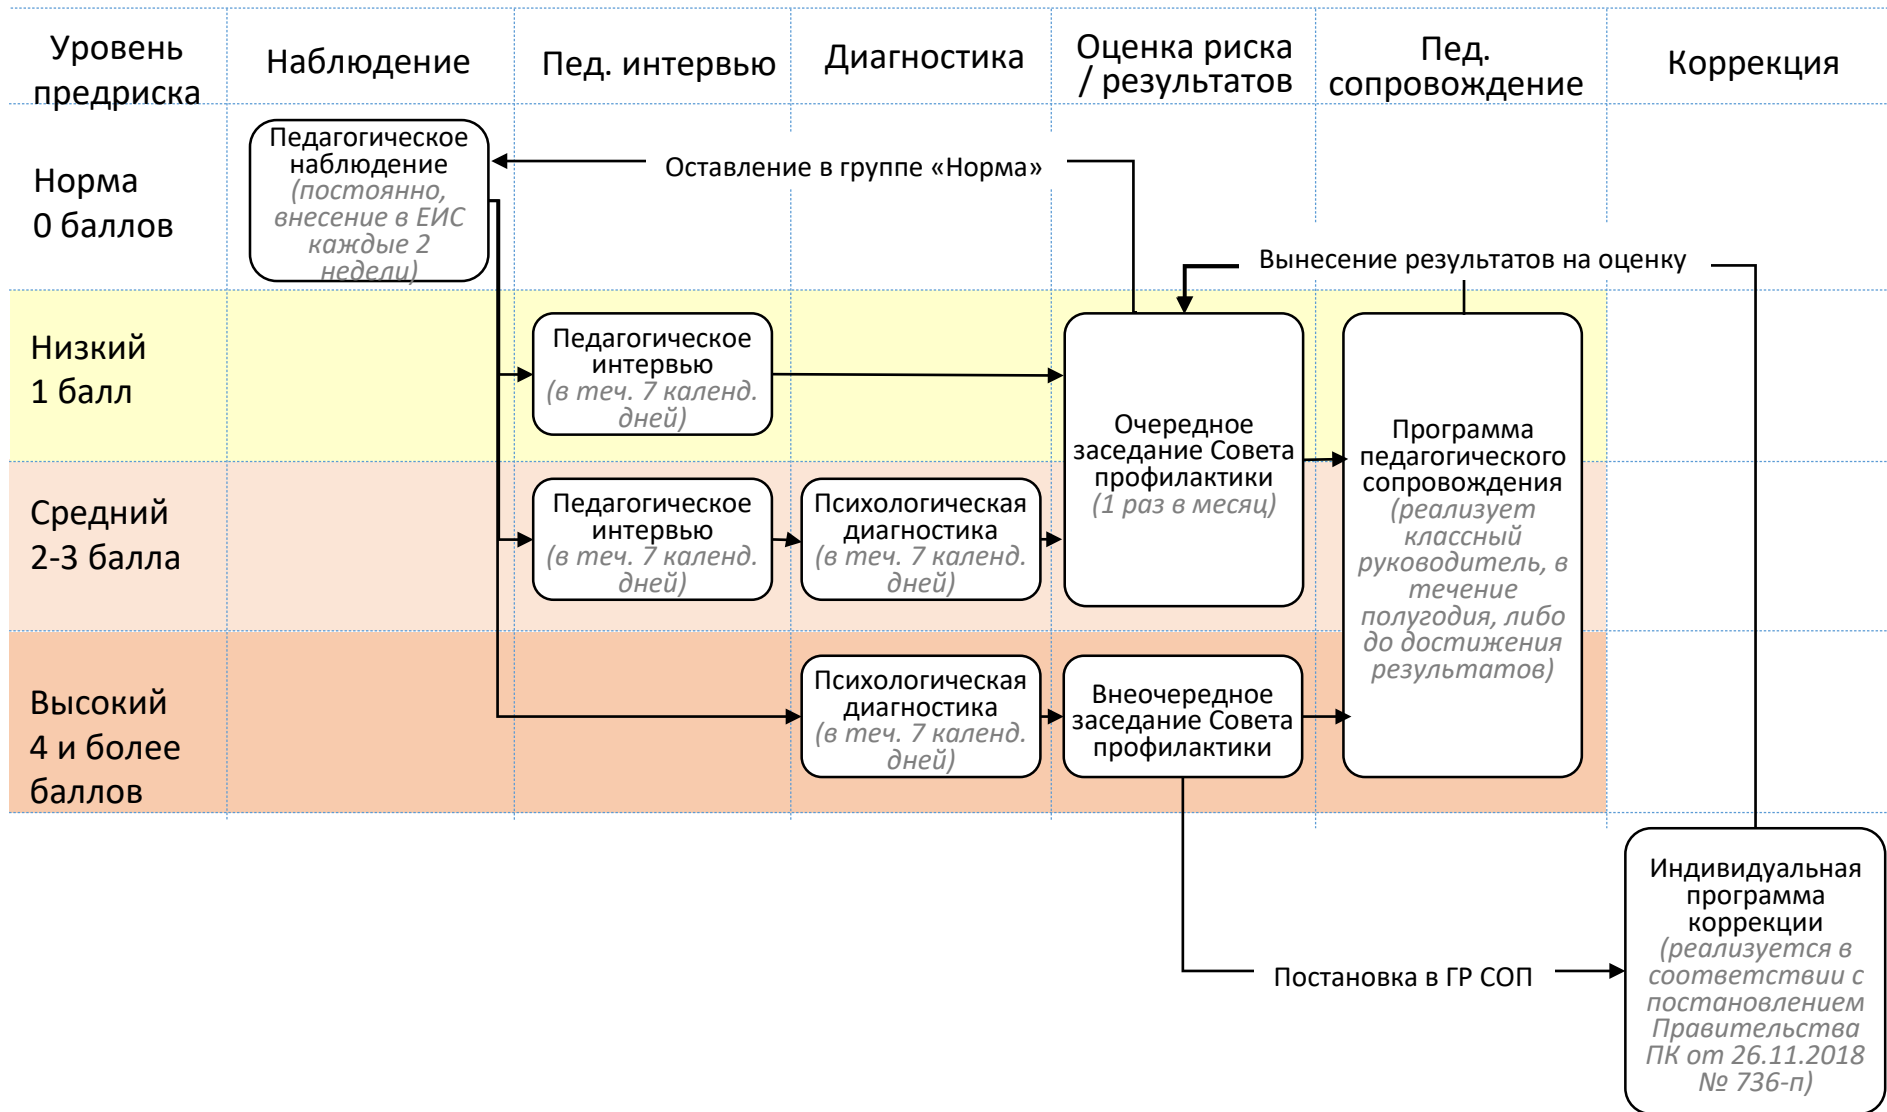 Уровень
предриска
Наблюдение
Пед. интервью
Диагностика
Оценка риска
/ результатов
Пед.
сопровождение
Коррекция
Норма
0 баллов
Педагогическое
наблюдение
(постоянно,
внесение в ЕИС
каждые 2
недели)
Оставление в группе «Норма»
Вынесение результатов на оценку
Низкий
1 балл
Педагогическое
интервью
(в теч. 7 календ.
дней)
Очередное
заседание Совета
профилактики
(1 раз в месяц)
Программа
педагогического
сопровождения
(реализует
классный
руководитель, в
течение
полугодия, либо
до достижения
результатов)
Средний
2-3 балла
Педагогическое
интервью
(в теч. 7 календ.
дней)
Психологическая
диагностика
(в теч. 7 календ.
дней)
Высокий
4 и более
баллов
Психологическая
диагностика
(в теч. 7 календ.
дней)
Внеочередное
заседание Совета
профилактики
Постановка в ГР СОП
Индивидуальная
программа
коррекции
(реализуется в
соответствии с
постановлением
Правительства
ПК от 26.11.2018
№ 736-п)